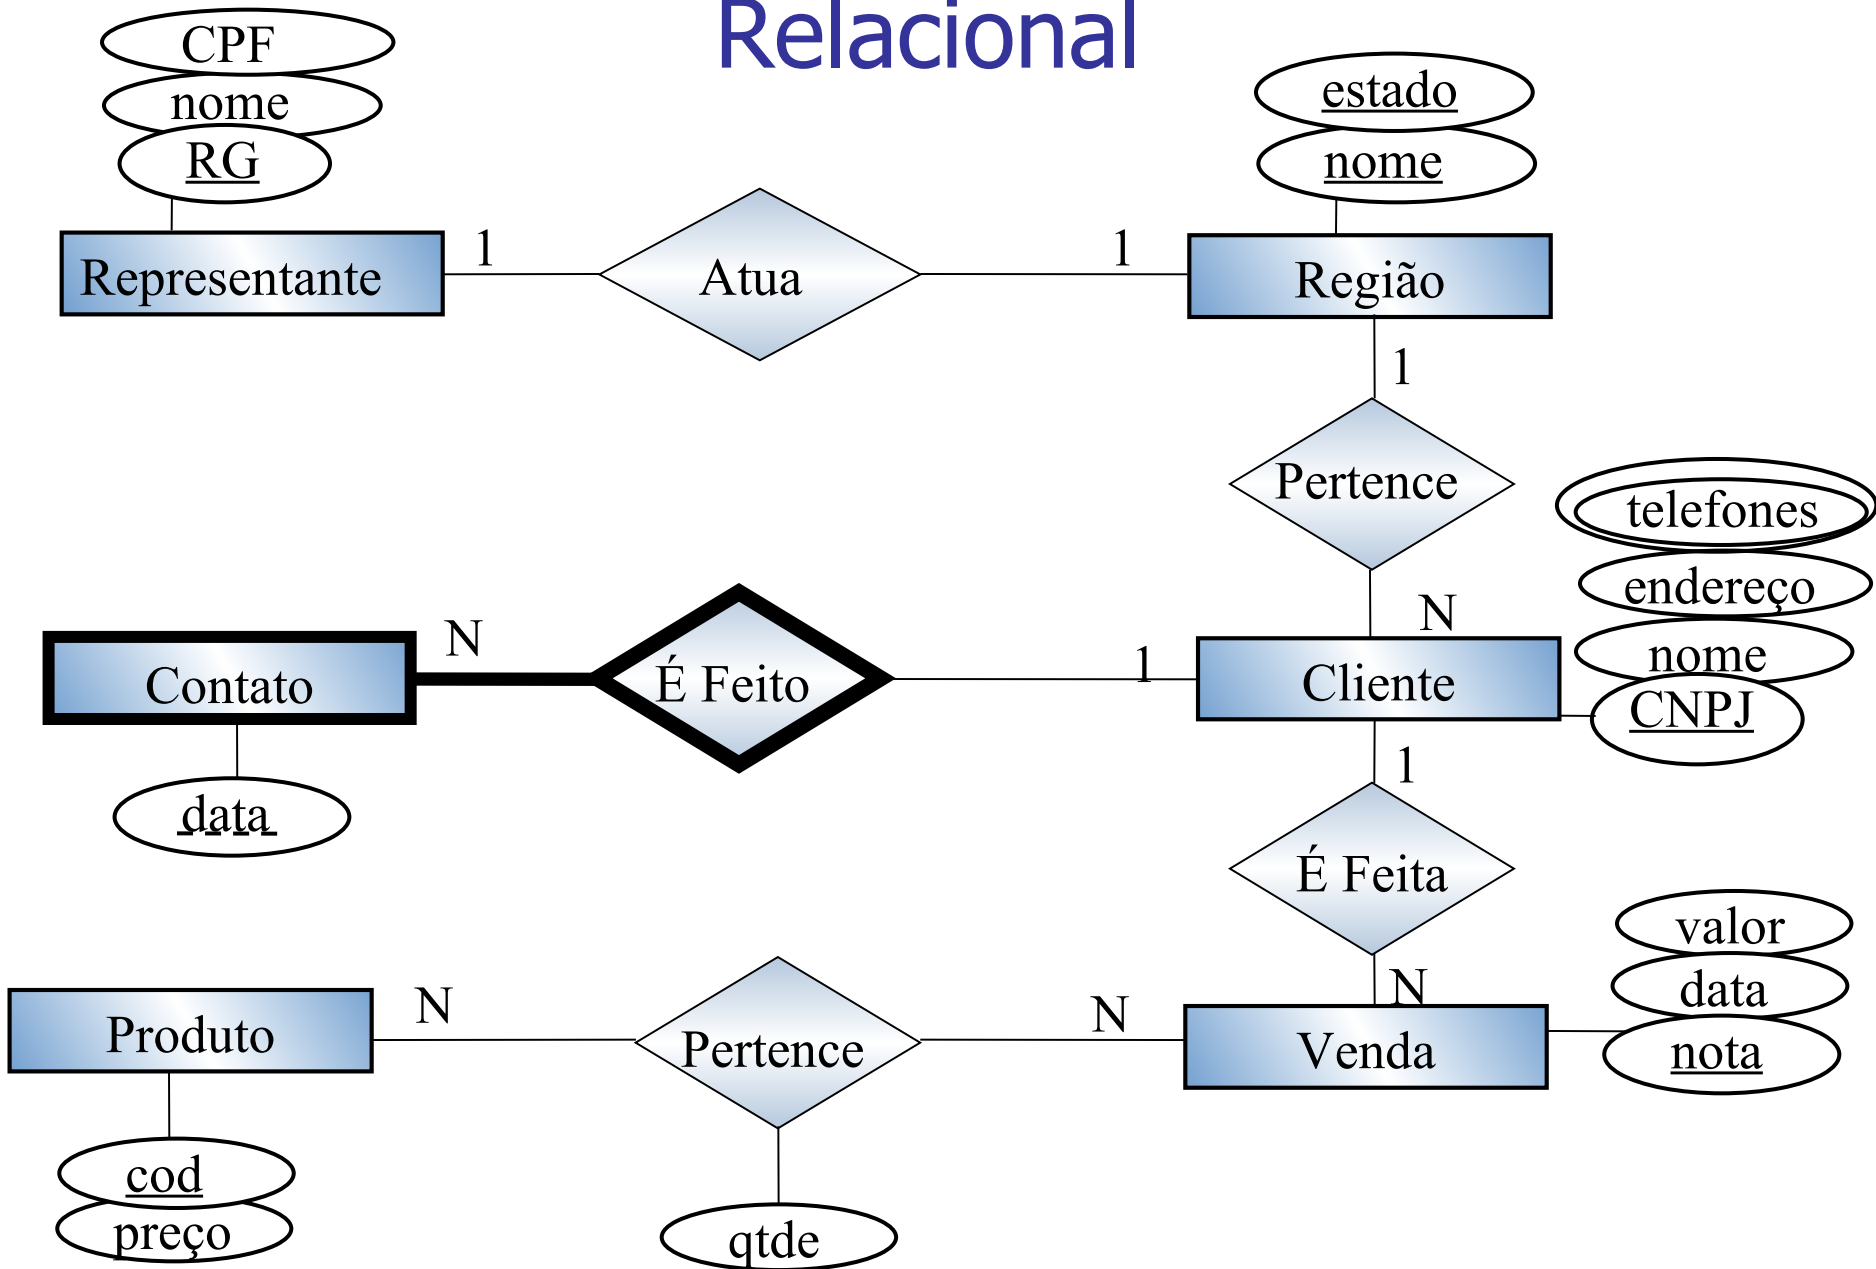 Relacional
CPF
nome
RG
estado
nome
Representante
1
Atua
1
Região
1
Pertence
telefones
endereço
nome
CNPJ
N
Contato
N
É Feito
1
Cliente
data
1
É Feita
N
valor
data
nota
Produto
N
Pertence
N
Venda
cod
preço
qtde